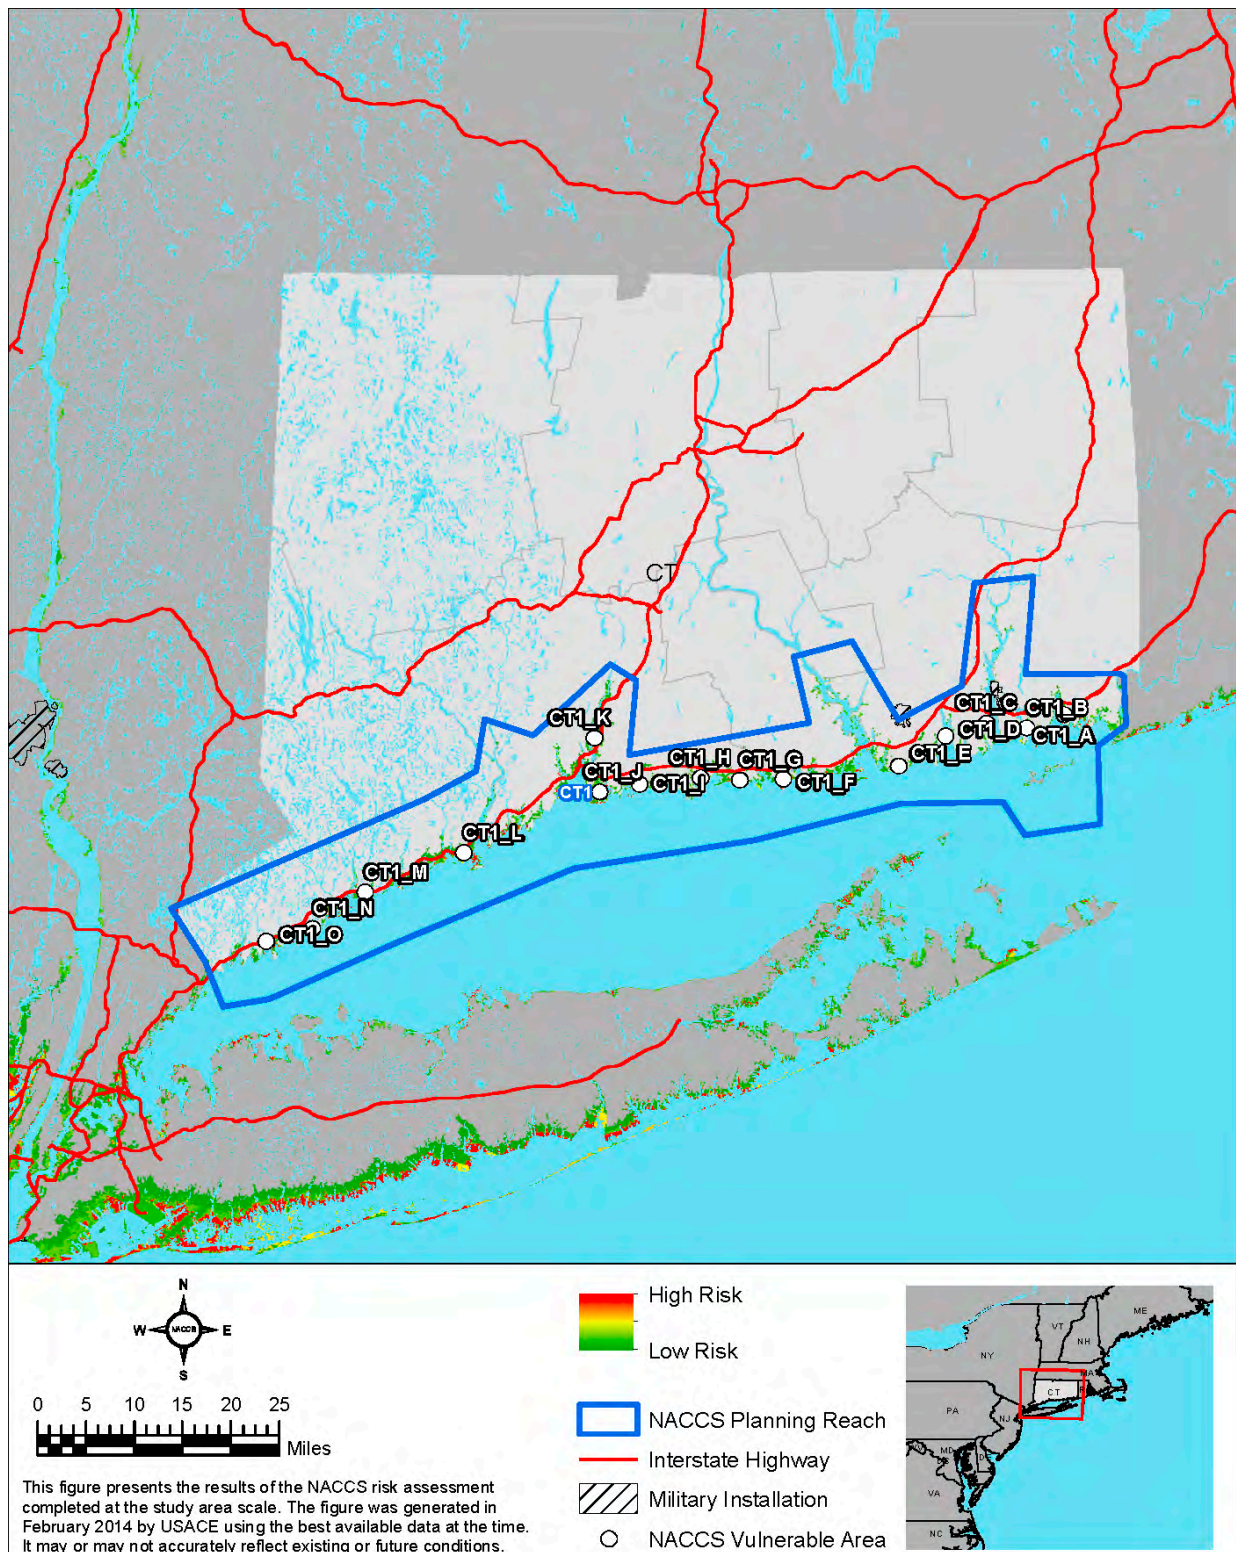 CT
CT1_K
CT1_C
CT1_B
CT1_D
CT1_A
CT1_E
CT1_H
CT1_G
CT1_J
CT1_I
CT1_F
CT1
CT1_L
CT1_M
CT1_N
CT1_O
N
W NACCS E
S
0 5 10 15 20 25
Miles
This figure presents the results of the NACCS risk assessment
completed at the study area scale. The figure was generated in
February 2014 by USACE using the best available data at the time.
It may or may not accurately reflect existing or future conditions.
High Risk
Low Risk
NACCS Planning Reach
Interstate Highway
Military Installation
NACCS Vulnerable Area
ME
VT
NH
NY
MA
CT
PA
NJ
MD
VA
NC